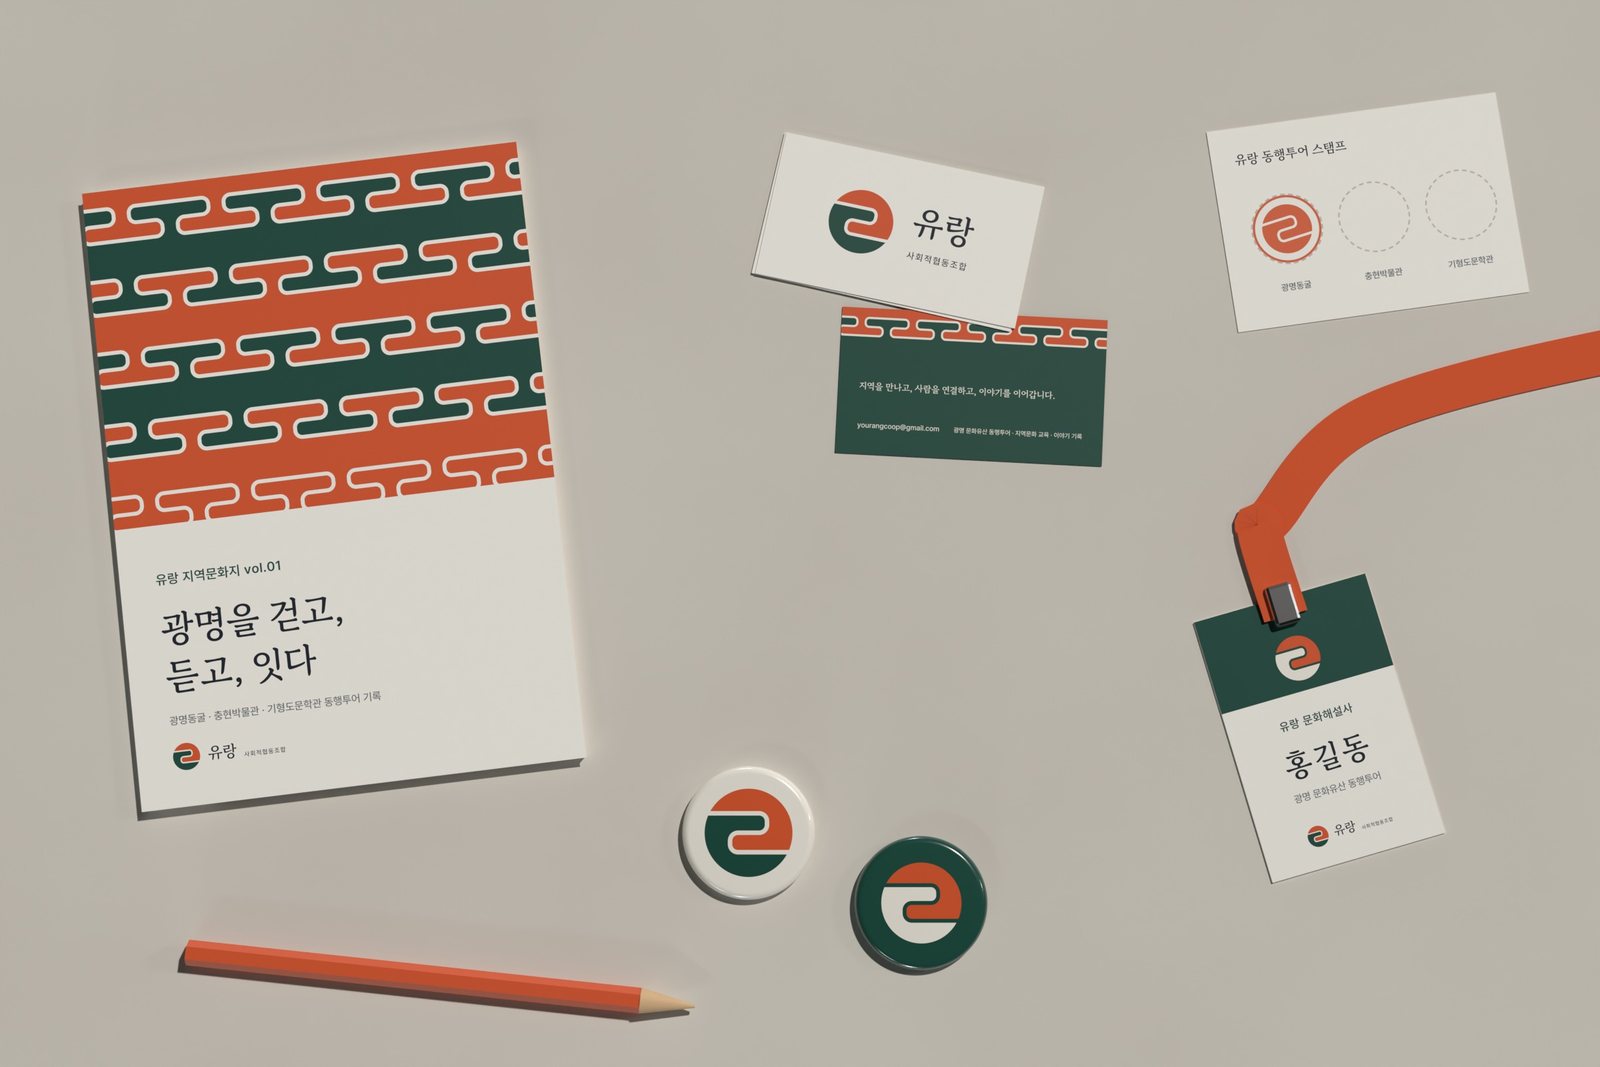 유랑 지역문화지 vol.01
광명을 걷고,
듣고, 잇다
광명동굴 · 충현박물관 · 기형도문학관 동행투어 기록
유랑 사회적협동조합
유랑
사회적협동조합
지역을 만나고, 사람을 연결하고, 이야기를 이어갑니다.
yourangcoop@gmail.com 광명 문화유산 동행투어 · 지역문화 교육 · 이야기 기록
유랑 동행투어 스탬프
광명동굴 충현박물관 기형도문학관
유랑 문화해설사
홍길동
광명 문화유산 동행투어
유랑 사회적협동조합